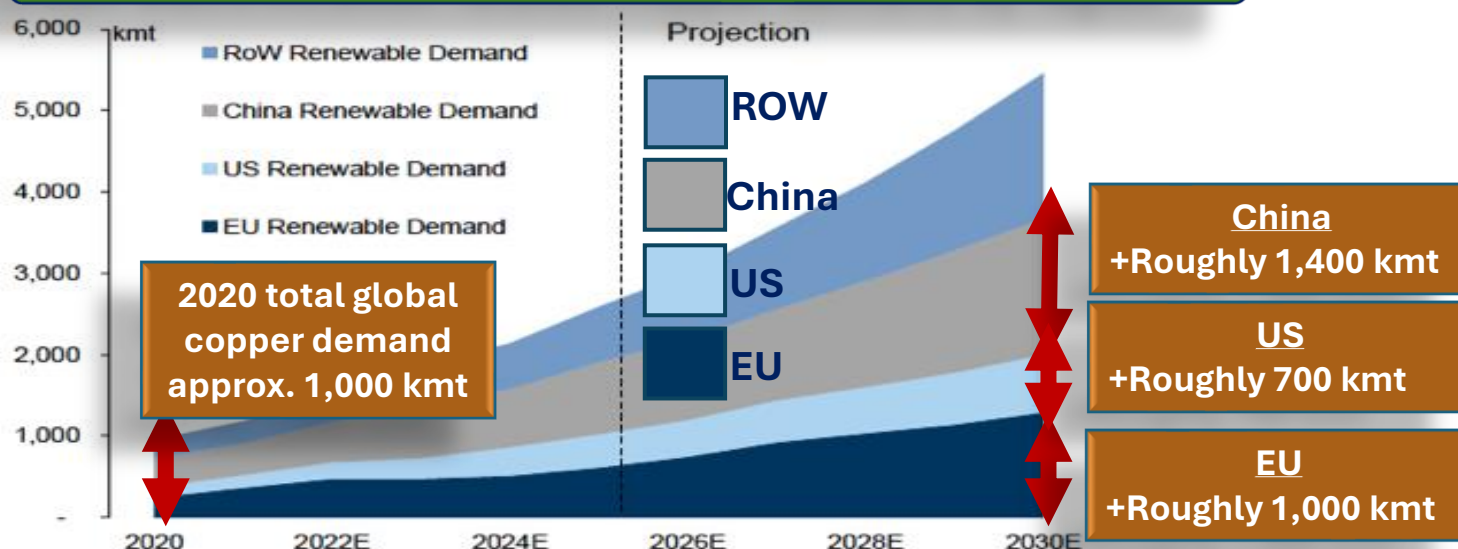 6,000
kmt
Projection
RoW Renewable Demand
China Renewable Demand
US Renewable Demand
EU Renewable Demand
5,000
4,000
3,000
2,000
1,000
-
ROW
China
US
EU
2020 total global
copper demand
approx. 1,000 kmt
China
+Roughly 1,400 kmt
US
+Roughly 700 kmt
EU
+Roughly 1,000 kmt
2020
2022E
2024E
2026E
2028E
2030E